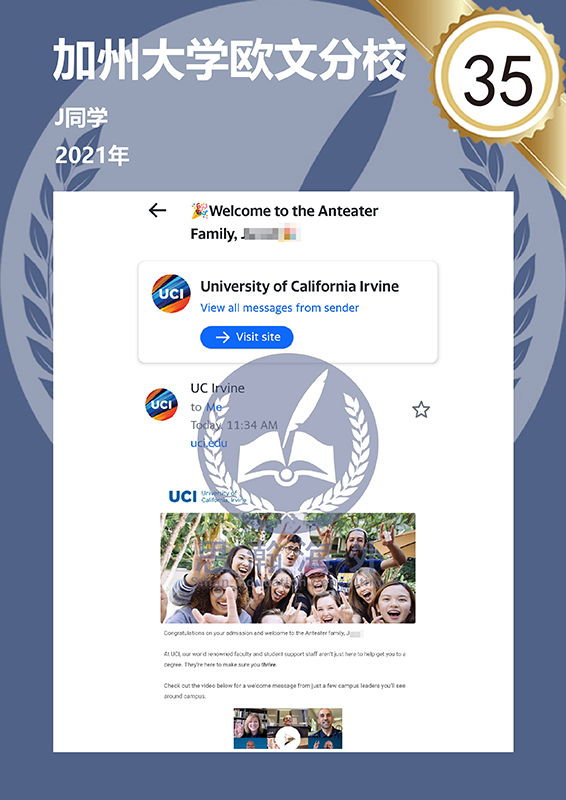 加州大学欧文分校
35
J同学
2021年
🎉Welcome to the Anteater
Family, J
UCI
University of California Irvine
View all messages from sender
→ Visit site
UCI
UC Irvine
to Me
Today, 11:34 AM
uci.edu
UCI University of
California, Irvine
Congratulations on your admission and welcome to the Anteater family, J
At UCI, our world renowned faculty and student support staff aren't just here to help get you to a
degree. They're here to make sure you thrive.
Check out the video below for a welcome message from just a few campus leaders you'll see
around campus.